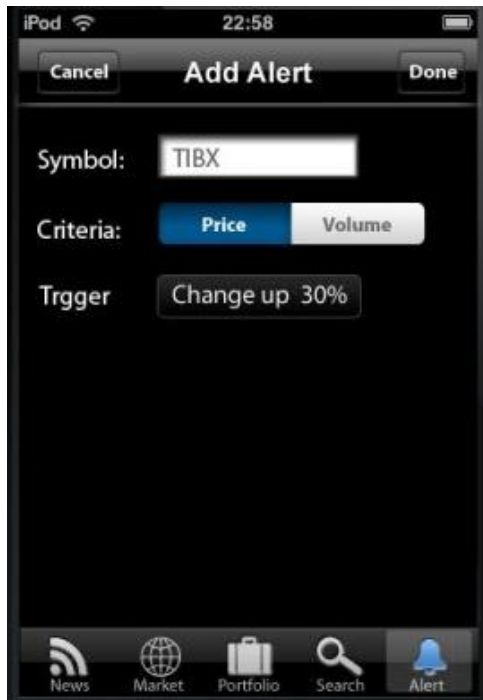 iPod 22:58
Cancel Add Alert Done
Symbol: TIBX
Criteria: Price Volume
Trgger Change up 30%
News Market Portfolio Search Alert